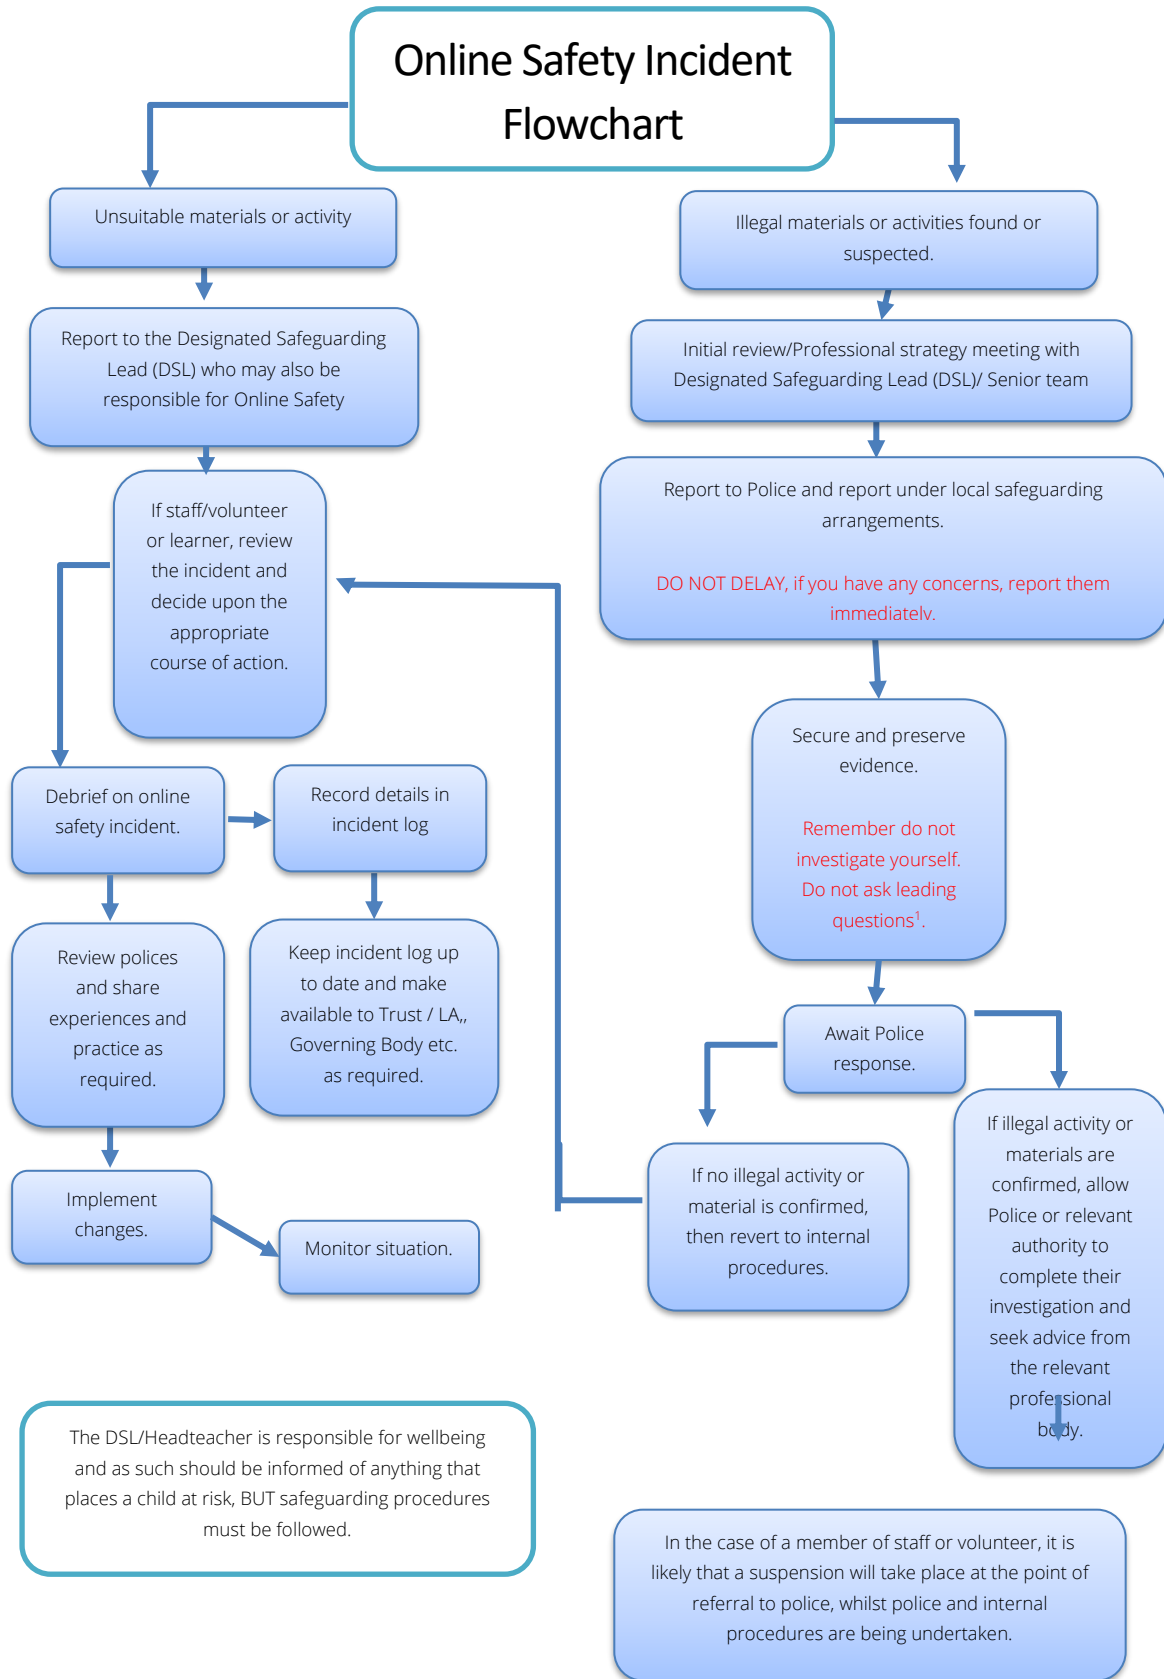 Online Safety Incident
Flowchart
Unsuitable materials or activity
Report to the Designated Safeguarding
Lead (DSL) who may also be
responsible for Online Safety
If staff/volunteer
or learner, review
the incident and
decide upon the
appropriate
course of action.
Debrief on online
safety incident.
Record details in
incident log
Review polices
and share
experiences and
practice as
required.
Keep incident log up
to date and make
available to Trust / LA,,
Governing Body etc.
as required.
Implement
changes.
Monitor situation.
Illegal materials or activities found or
suspected.
Initial review/Professional strategy meeting with
Designated Safeguarding Lead (DSL)/ Senior team
Report to Police and report under local safeguarding
arrangements.
DO NOT DELAY, if you have any concerns, report them
immediately.
Secure and preserve
evidence.
Remember do not
investigate yourself.
Do not ask leading
questions¹.
Await Police
response.
If no illegal activity or
material is confirmed,
then revert to internal
procedures.
If illegal activity or
materials are
confirmed, allow
Police or relevant
authority to
complete their
investigation and
seek advice from
the relevant
professional
body.
The DSL/Headteacher is responsible for wellbeing
and as such should be informed of anything that
places a child at risk, BUT safeguarding procedures
must be followed.
In the case of a member of staff or volunteer, it is
likely that a suspension will take place at the point of
referral to police, whilst police and internal
procedures are being undertaken.